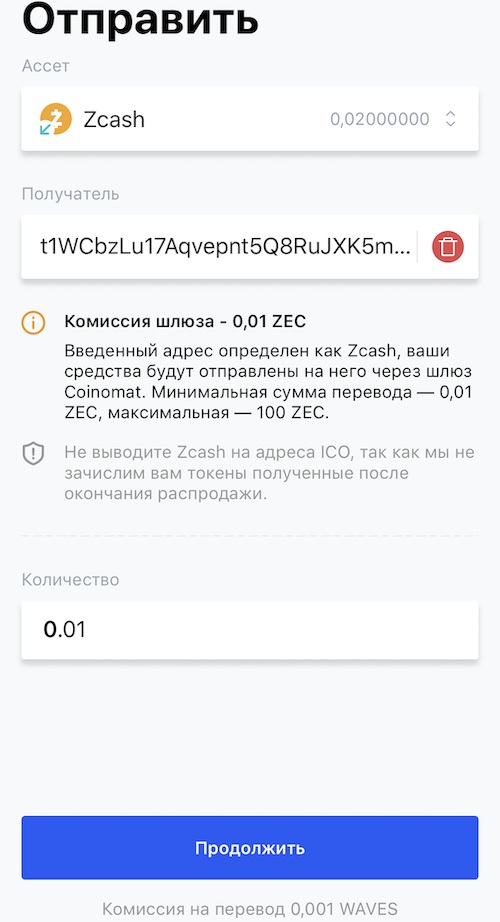 Отправить
Ассет
Zcash 0,02000000
Получатель
t1WCbzLu17Aqvepnt5Q8RuJXK5m...
Комиссия шлюза - 0,01 ZEC
Введенный адрес определен как Zcash, ваши
средства будут отправлены на него через шлюз
Coinomat. Минимальная сумма перевода — 0,01
ZEC, максимальная — 100 ZEC.
Не выводите Zcash на адреса ICO, так как мы не
зачислим вам токены полученные после
окончания распродажи.
Количество
0.01
Продолжить
Комиссия на перевод 0,001 WAVES